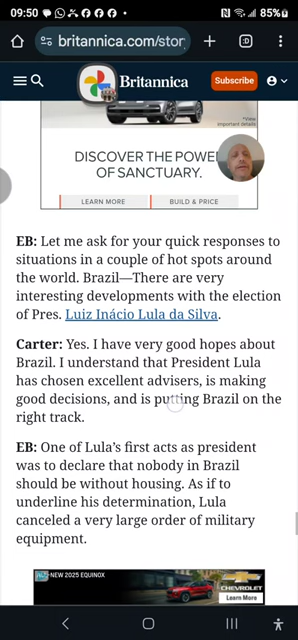 09:50
85%
britannica.com/stor
:D
Britannica
Subscribe
*View
important details
DISCOVER THE POWE
OF SANCTUARY.
LEARN MORE
BUILD & PRICE
EB: Let me ask for your quick responses to
situations in a couple of hot spots around
the world. Brazil—There are very
interesting developments with the election
of Pres. Luiz Inácio Lula da Silva.
Carter: Yes. I have very good hopes about
Brazil. I understand that President Lula
has chosen excellent advisers, is making
good decisions, and is putting Brazil on the
right track.
EB: One of Lula’s first acts as president
was to declare that nobody in Brazil
should be without housing. As if to
underline his determination, Lula
canceled a very large order of military
equipment.
NEW 2025 EQUINOX
CHEVROLET
Learn More